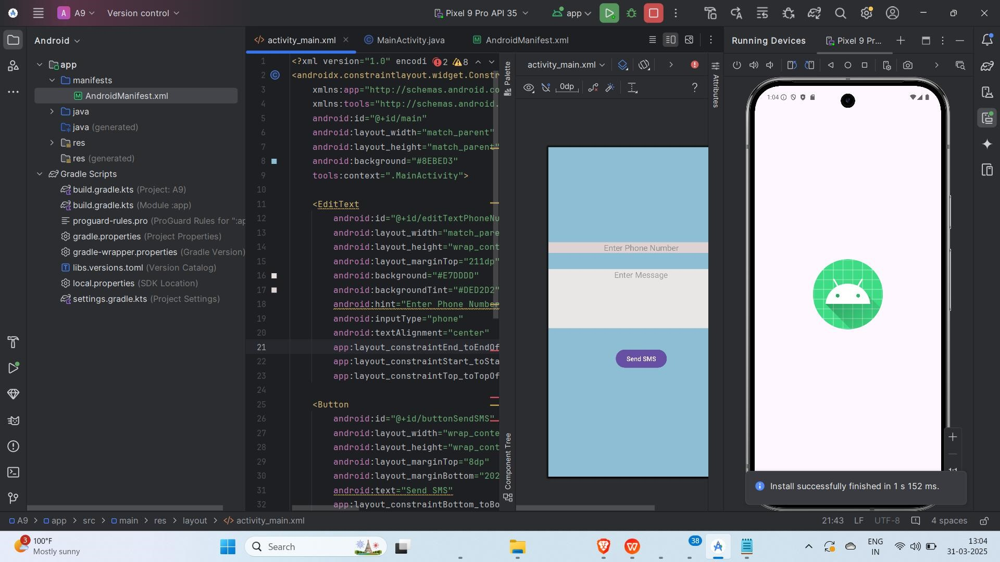 A A9 Version control
Pixel 9 Pro API 35 app
Android
app
manifests
AndroidManifest.xml
java
java (generated)
res
res (generated)
Gradle Scripts
build.gradle.kts (Project: A9)
build.gradle.kts (Module :app)
proguard-rules.pro (ProGuard Rules for ":ap
gradle.properties (Project Properties)
gradle-wrapper.properties (Gradle Version)
libs.versions.toml (Version Catalog)
local.properties (SDK Location)
settings.gradle.kts (Project Settings)
activity_main.xml MainActivity.java AndroidManifest.xml
1 <?xml version="1.0" encodi 2 8
2 <androidx.constraintlayout.widget.Constr
3 xmlns:app="http://schemas.android.co
4 xmlns:tools="http://schemas.android.
5 android:id="@+id/main"
6 android:layout_width="match_parent"
7 android:layout_height="match_parent"
8 android:background="#8EBED3"
9 tools:context=".MainActivity">
10
11 <EditText
12 android:id="@+id/editTextPhoneNu
13 android:layout_width="match_pare
14 android:layout_height="wrap_cont
15 android:layout_marginTop="211dp"
16 android:background="#E7DDDD"
17 android:backgroundTint="#DED2D2"
18 android:hint="Enter Phone Number
19 android:inputType="phone"
20 android:textAlignment="center"
21 app:layout_constraintEnd_toEndOf
22 app:layout_constraintStart_toSta
23 app:layout_constraintTop_toTopOf
24
25 <Button
26 android:id="@+id/buttonSendSMS"
27 android:layout_width="wrap_conte
28 android:layout_height="wrap_cont
29 android:layout_marginTop="8dp"
30 android:layout_marginBottom="202
31 android:text="Send SMS"
32 app:layout_constraintBottom_toBo
Palette
Component Tree
activity_main.xml
0dp ?
Attributes
Enter Phone Number
Enter Message
Send SMS
Running Devices Pixel 9 Pr...
1:04
1:1
Install successfully finished in 1 s 152 ms.
A9 > app > src > main > res > layout > activity_main.xml
21:43 LF UTF-8 4 spaces
3 100°F
Mostly sunny
Search
38
ENG
IN
13:04
31-03-2025